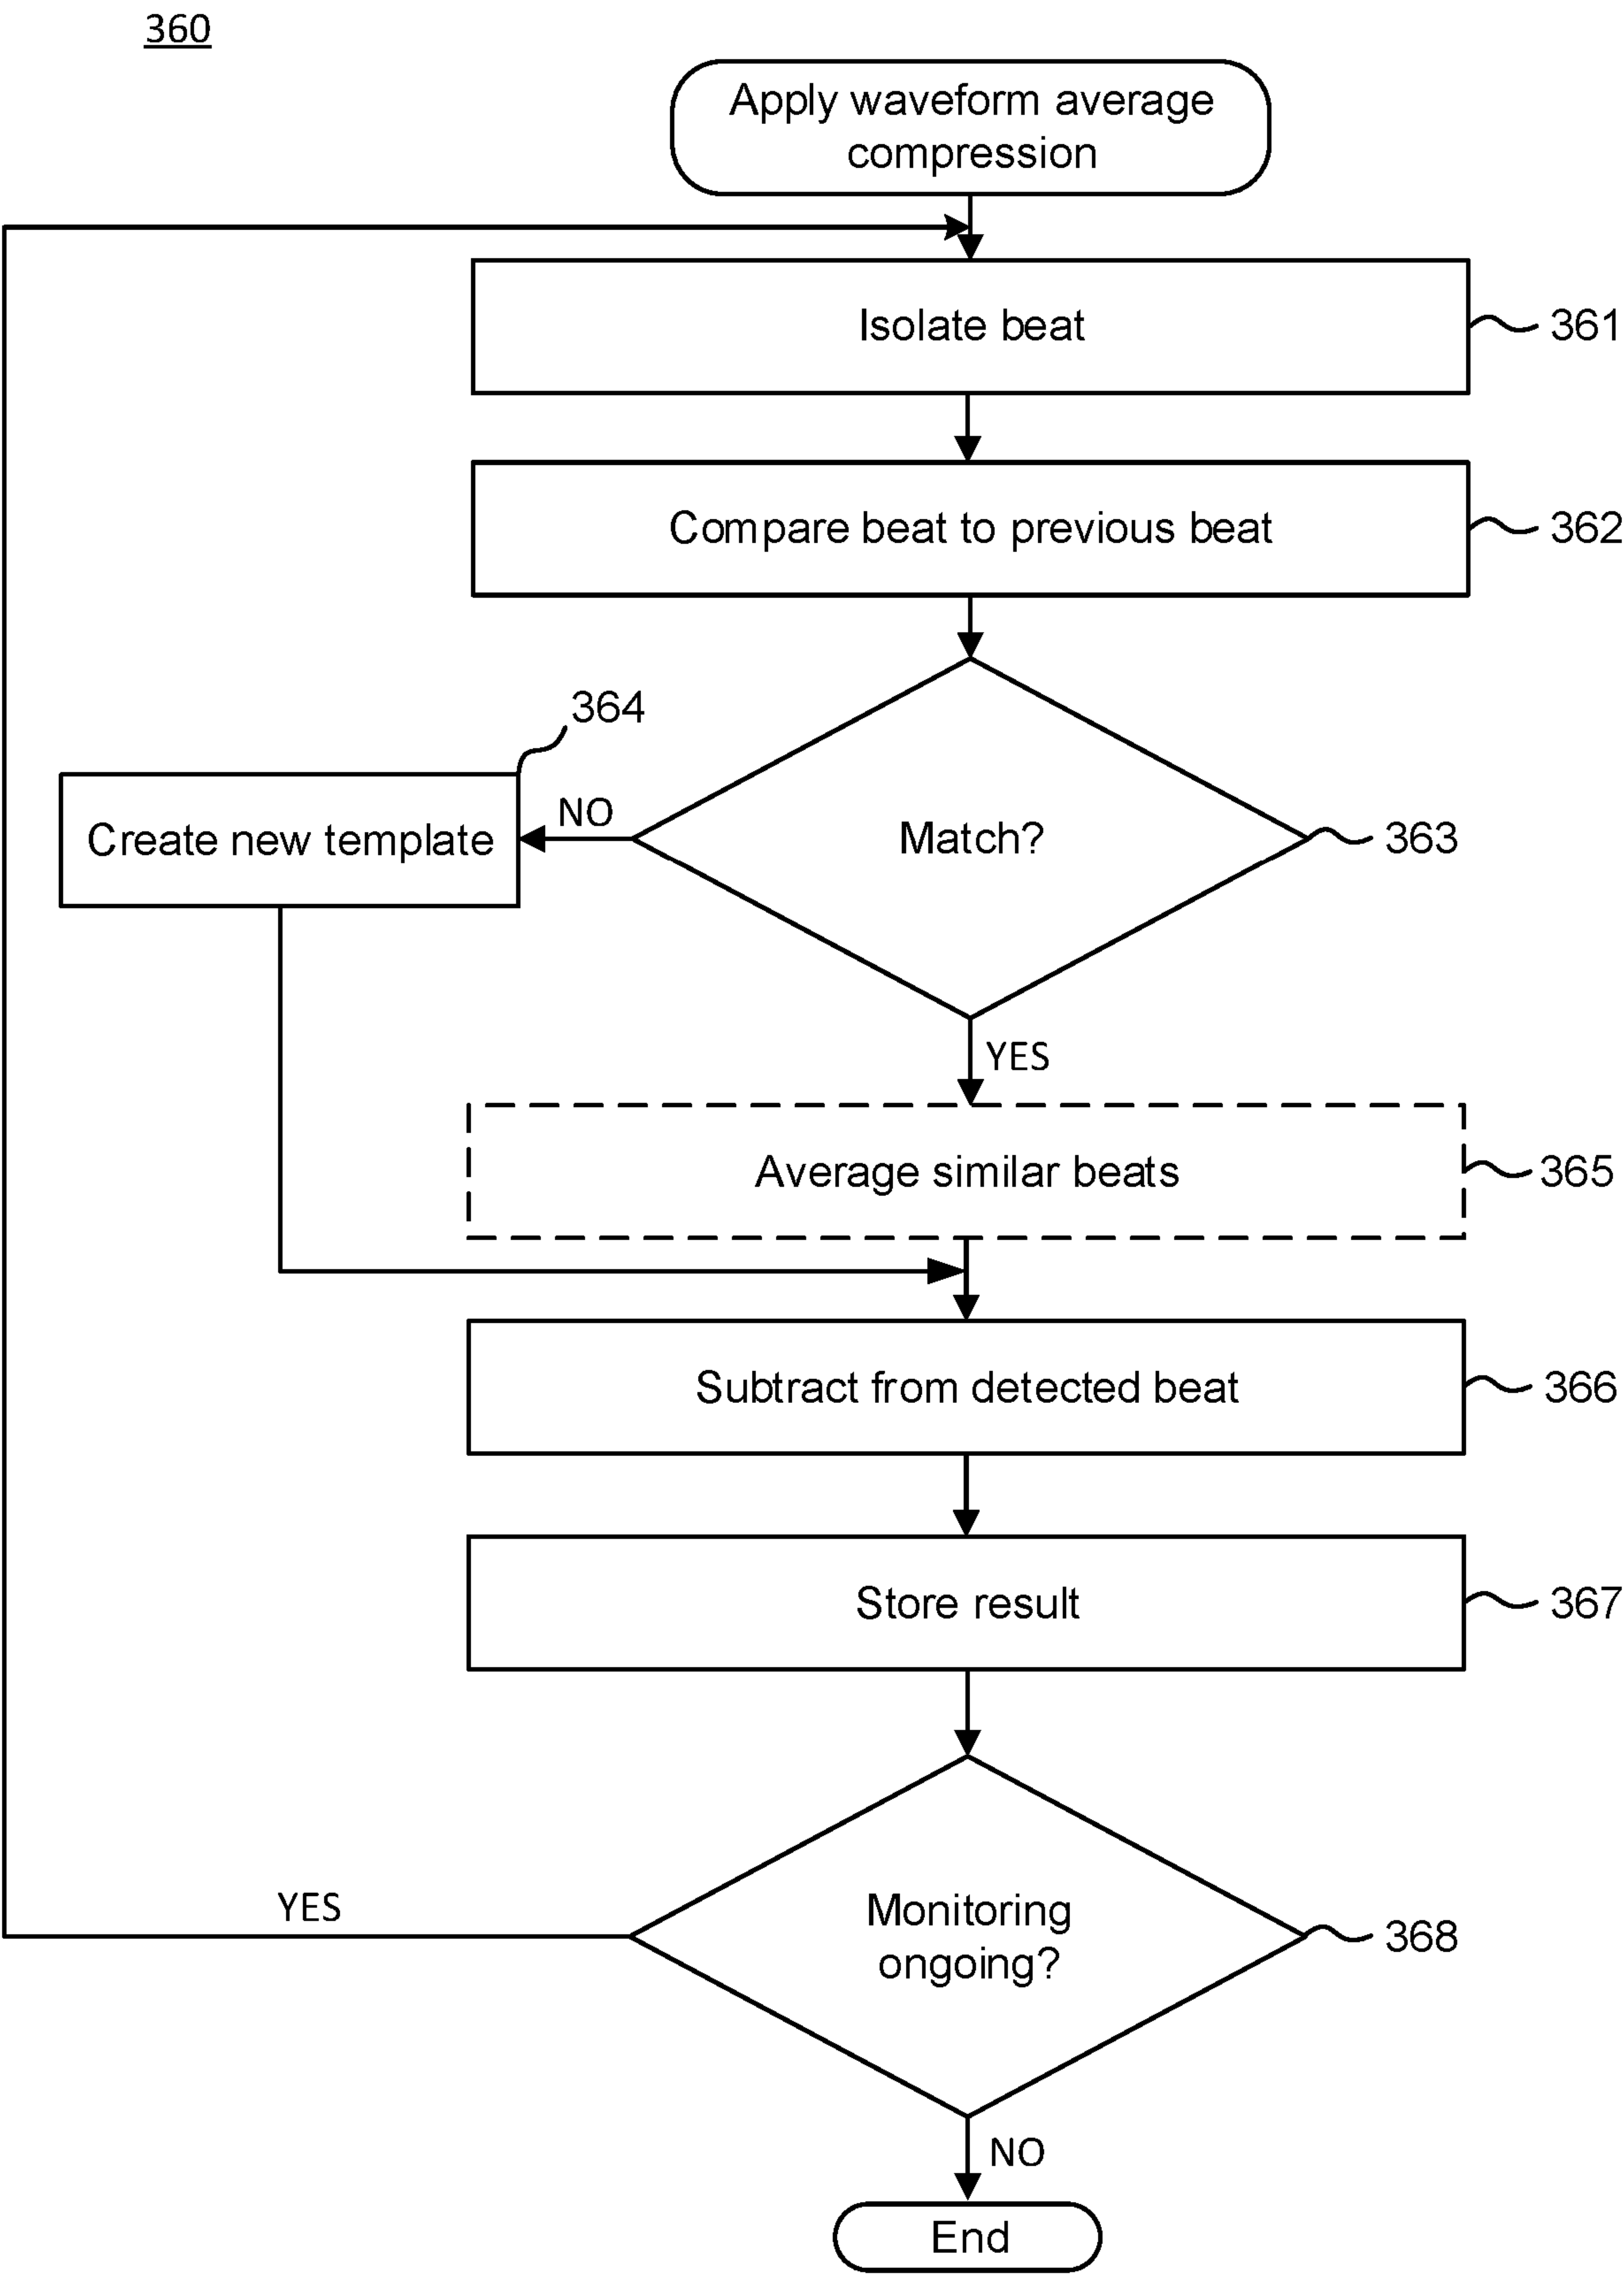 360
Apply waveform average
compression
Isolate beat
361
Compare beat to previous beat
362
364
Create new template
NO
Match?
363
YES
Average similar beats
365
Subtract from detected beat
366
Store result
367
YES
Monitoring
ongoing?
368
NO
End